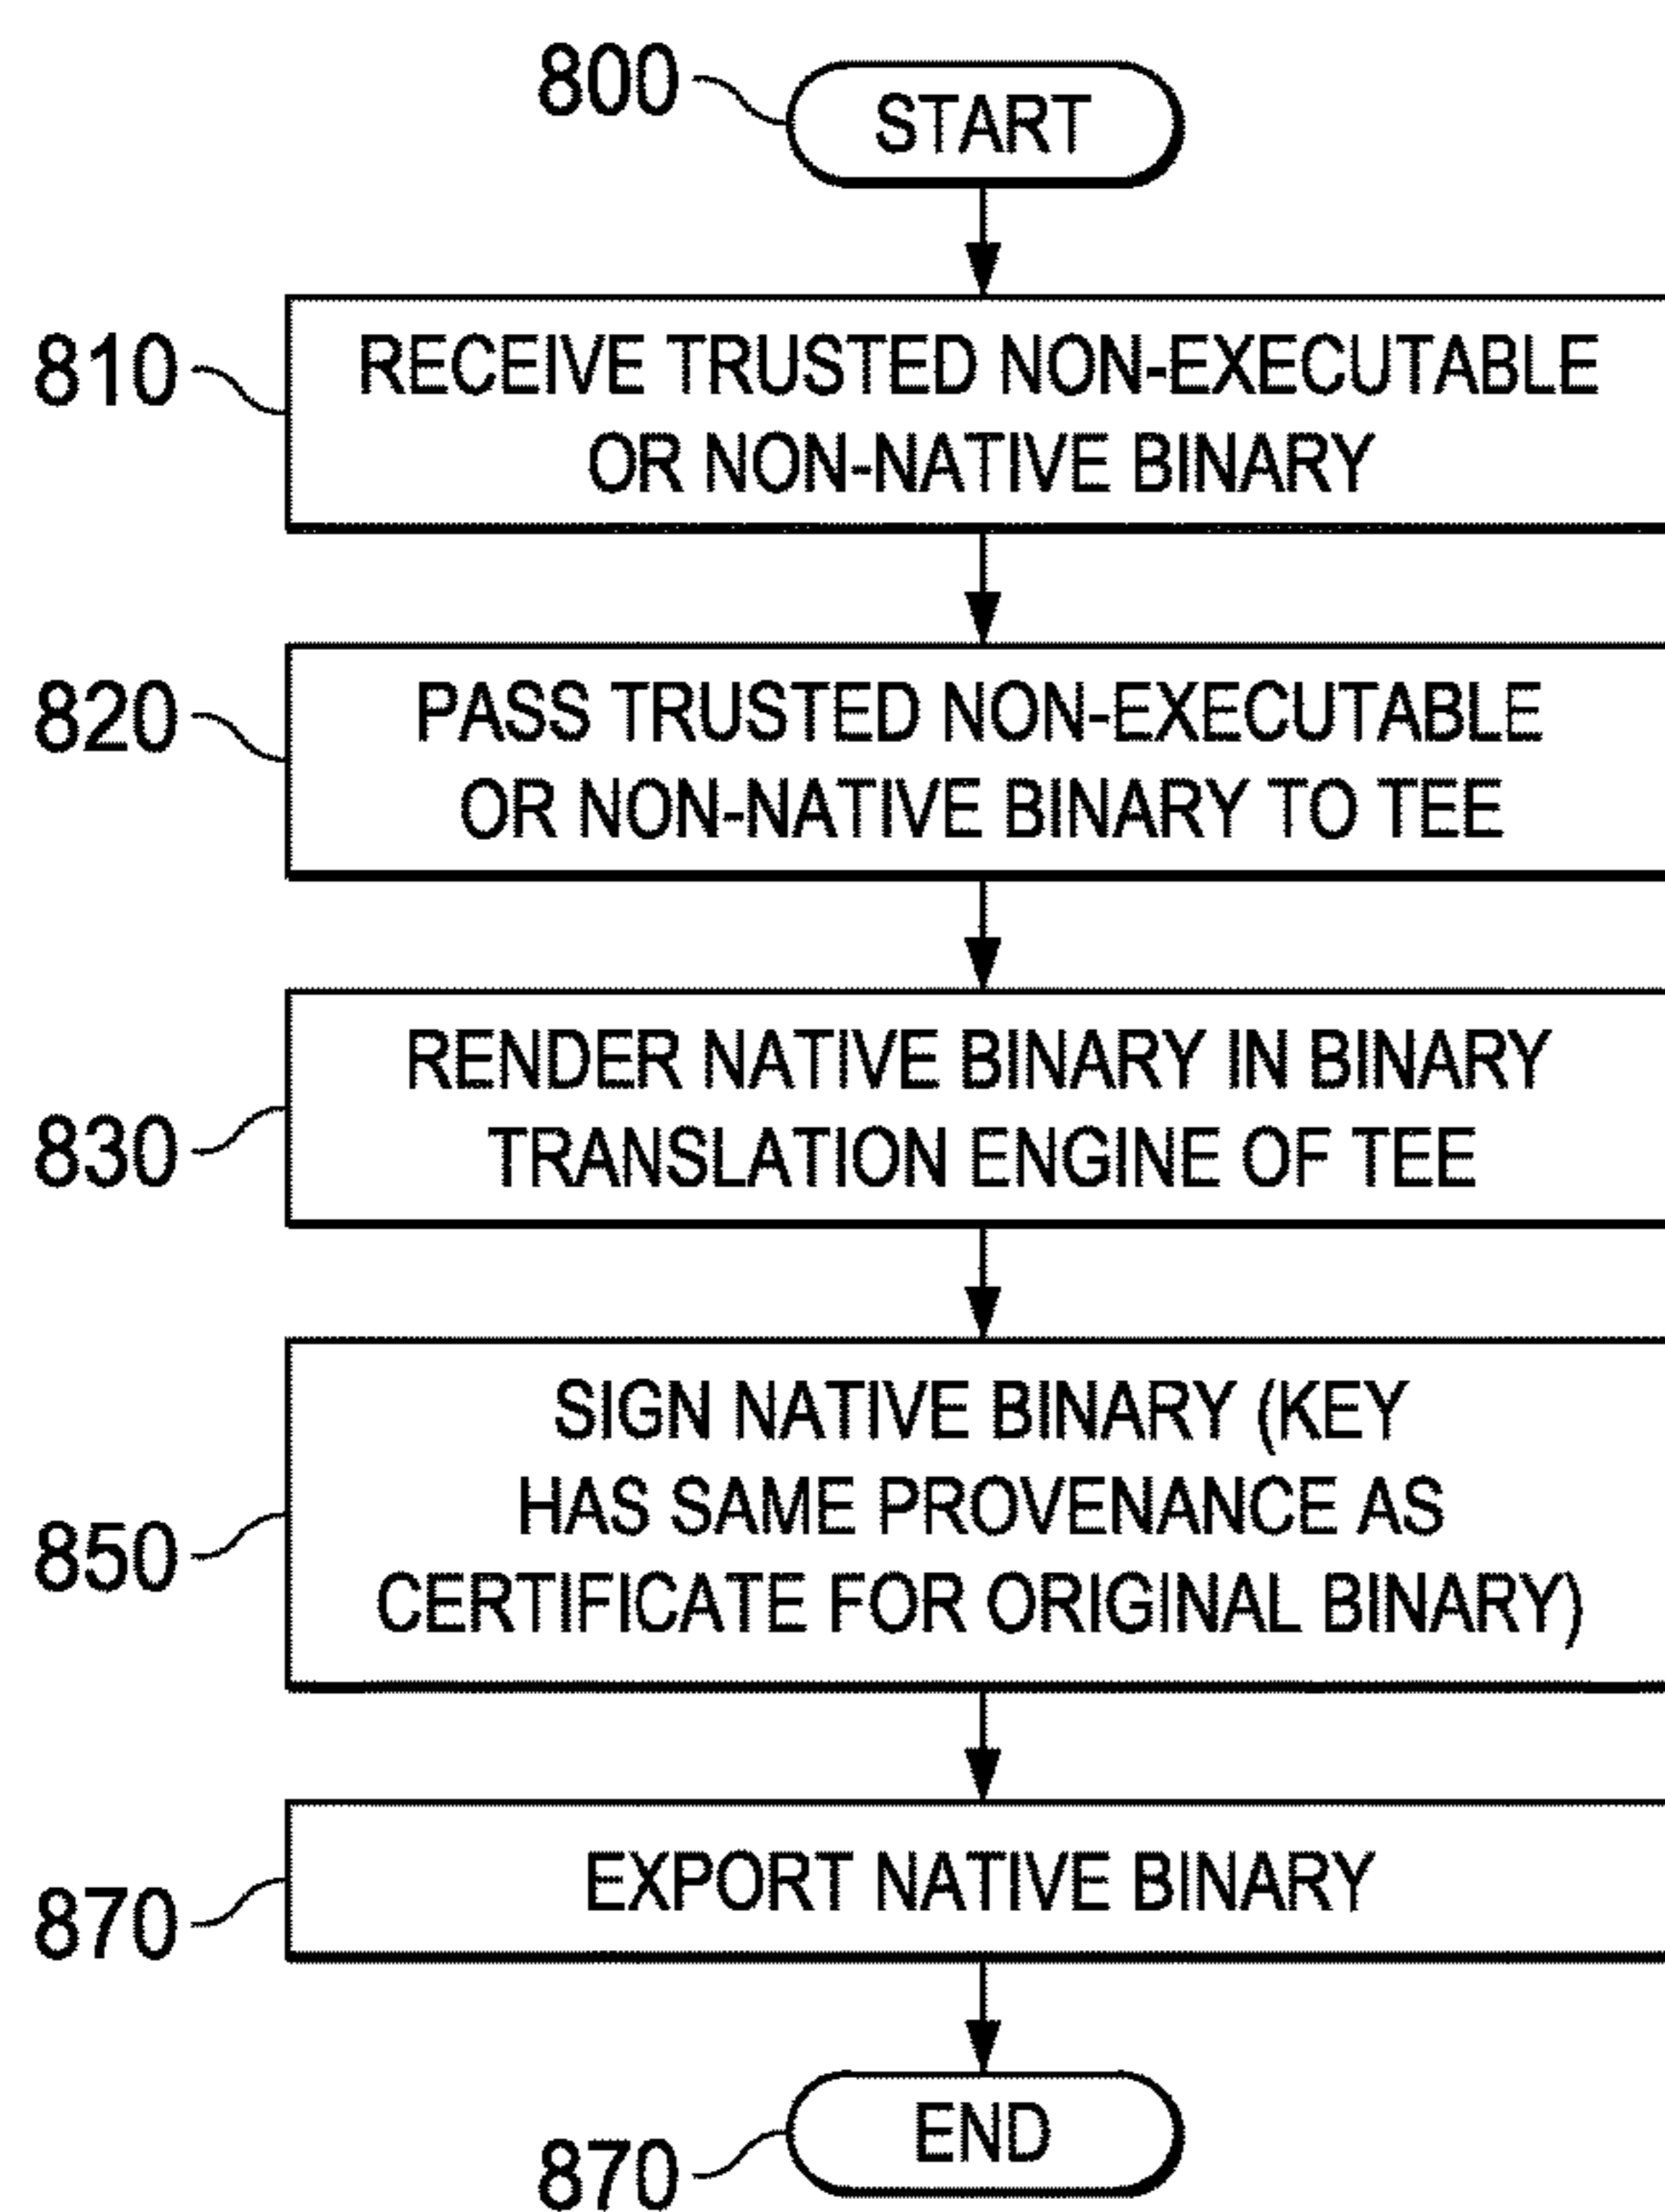 800
START
810
RECEIVE TRUSTED NON-EXECUTABLE
OR NON-NATIVE BINARY
820
PASS TRUSTED NON-EXECUTABLE
OR NON-NATIVE BINARY TO TEE
830
RENDER NATIVE BINARY IN BINARY
TRANSLATION ENGINE OF TEE
850
SIGN NATIVE BINARY (KEY
HAS SAME PROVENANCE AS
CERTIFICATE FOR ORIGINAL BINARY)
870
EXPORT NATIVE BINARY
870
END